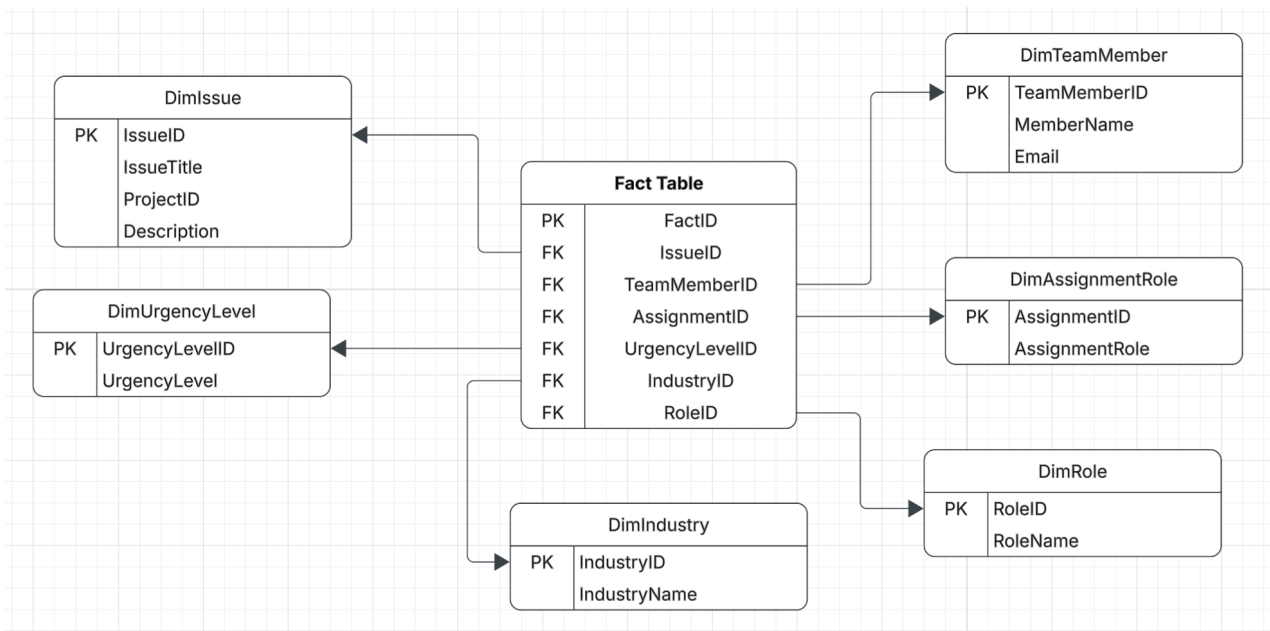 DimIssue
PK IssueID
IssueTitle
ProjectID
Description
DimUrgencyLevel
PK UrgencyLevelID
UrgencyLevel
Fact Table
PK FactID
FK IssueID
FK TeamMemberID
FK AssignmentID
FK UrgencyLevelID
FK IndustryID
FK RoleID
DimIndustry
PK IndustryID
IndustryName
DimTeamMember
PK TeamMemberID
MemberName
Email
DimAssignmentRole
PK AssignmentID
AssignmentRole
DimRole
PK RoleID
RoleName